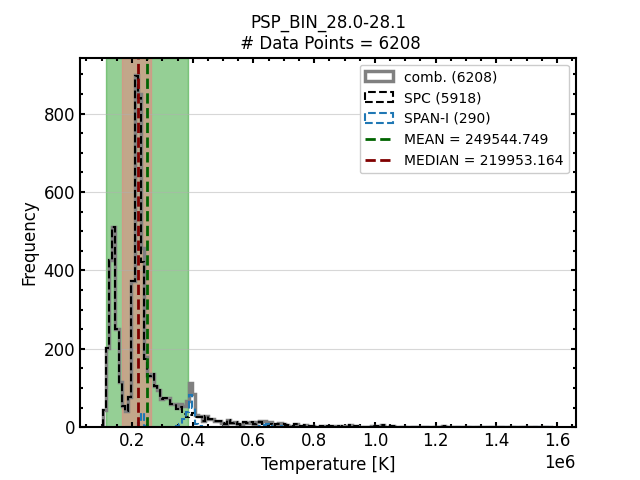 PSP_BIN_28.0-28.1
# Data Points = 6208
comb. (6208)
SPC (5918)
SPAN-I (290)
MEAN = 249544.749
MEDIAN = 219953.164
Frequency
800
600
400
200
0
0.2 0.4 0.6 0.8 1.0 1.2 1.4 1.6
1e6
Temperature [K]